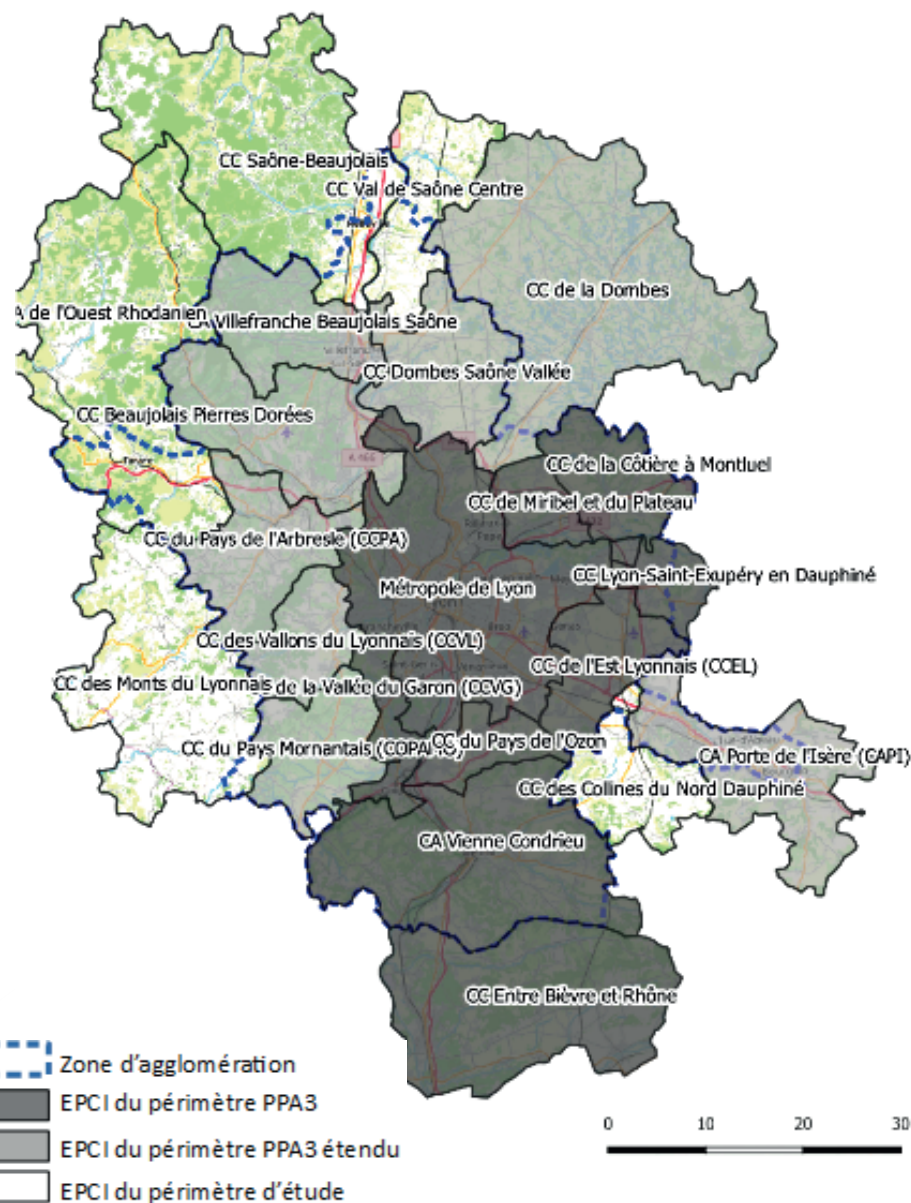 CC Saône-Beaujolais
CC Val de Saône Centre
CC de la Dombes
A de l'Ouest Rhodanien
CA Villefranche Beaujolais Saône
CC Dombes Saône Vallée
CC Beaujolais Pierres Dorées
Tarare
A 466
CC de la Côtière à Montluel
CC de Miribel et du Plateau
CC du Pays de l'Arbresle (CCPA)
CC Lyon-Saint-Exupéry en Dauphiné
Métropole de Lyon
CC des Vallons du Lyonnais (CCVL)
CC de l'Est Lyonnais (CCEL)
CC des Monts du Lyonnais
de la Vallée du Garon (CCVG)
CC du Pays Mornantais (COPAMO)
CC du Pays de l'Ozon
CA Porte de l'Isère (CAPI)
CC des Collines du Nord Dauphiné
CA Vienne Condrieu
CC Entre Bièvre et Rhône
Zone d'agglomération
EPCI du périmètre PPA3
EPCI du périmètre PPA3 étendu
EPCI du périmètre d'étude
0 10 20 30